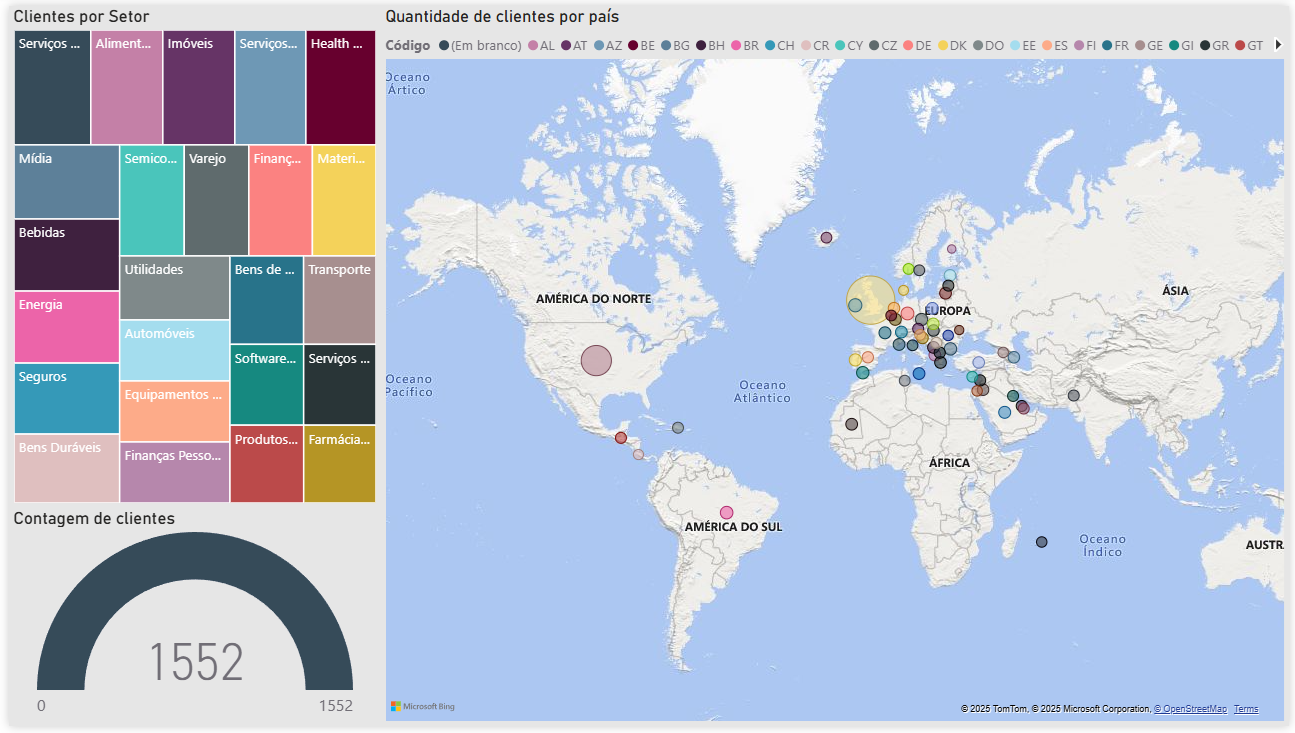 Clientes por Setor
Serviços ...
Aliment...
Imóveis
Serviços...
Health ...
Mídia
Semico...
Varejo
Finanç...
Materi...
Bebidas
Utilidades
Bens de ...
Transporte
Energia
Automóveis
Software...
Serviços ...
Seguros
Equipamentos ...
Bens Duráveis
Finanças Pesso...
Produtos...
Farmácia...
Contagem de clientes
1552
0
1552
Quantidade de clientes por país
Código (Em branco) AL AT AZ BE BG BH BR CH CR CY CZ DE DK DO EE ES FI FR GE GI GR GT
Oceano
Ártico
AMÉRICA DO NORTE
EUROPA
ÁSIA
Oceano
Pacífico
Oceano
Atlântico
ÁFRICA
AMÉRICA DO SUL
Oceano
Índico
AUSTR
Microsoft Bing
© 2025 TomTom, © 2025 Microsoft Corporation, © OpenStreetMap Terms